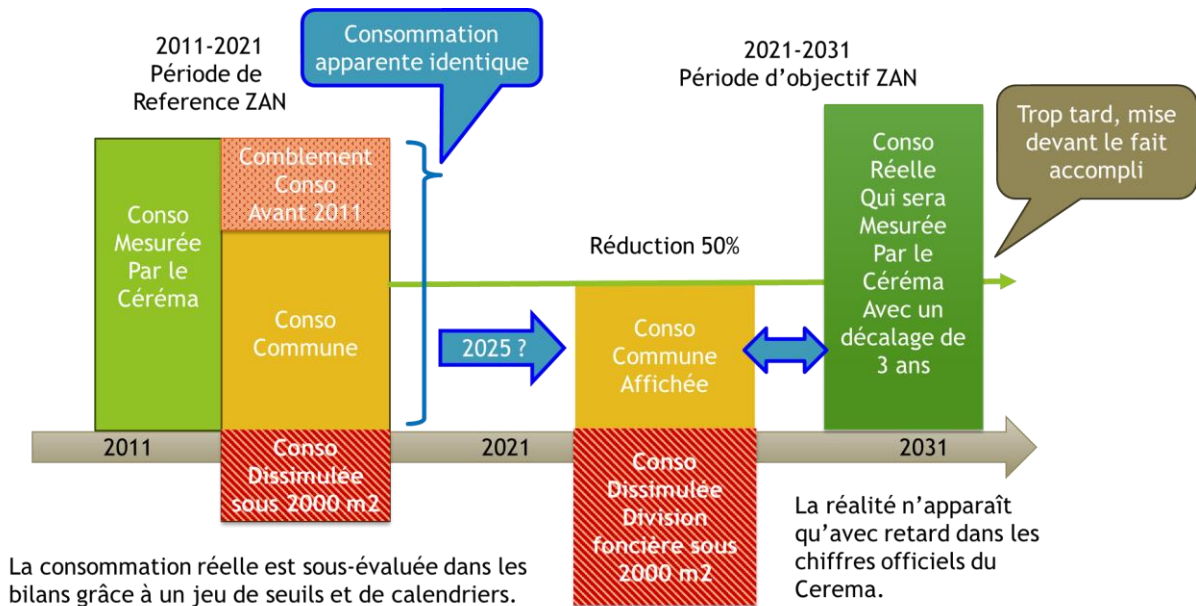 2011-2021
Période de
Reference ZAN
Consommation
apparente identique
2021-2031
Période d’objectif ZAN
Trop tard, mise
devant le fait
accompli
Conso
Mesurée
Par le
Céréma
Comblement
Conso
Avant 2011
Conso
Commune
Réduction 50%
2025 ?
Conso
Commune
Affichée
Conso
Réelle
Qui sera
Mesurée
Par le
Céréma
Avec un
décalage de
3 ans
2011
2021
2031
Conso
Dissimulée
sous 2000 m2
Conso
Dissimulée
Division
foncière sous
2000 m2
La réalité n’apparaît
qu’avec retard dans les
chiffres officiels du
Cerema.
La consommation réelle est sous-évaluée dans les
bilans grâce à un jeu de seuils et de calendriers.